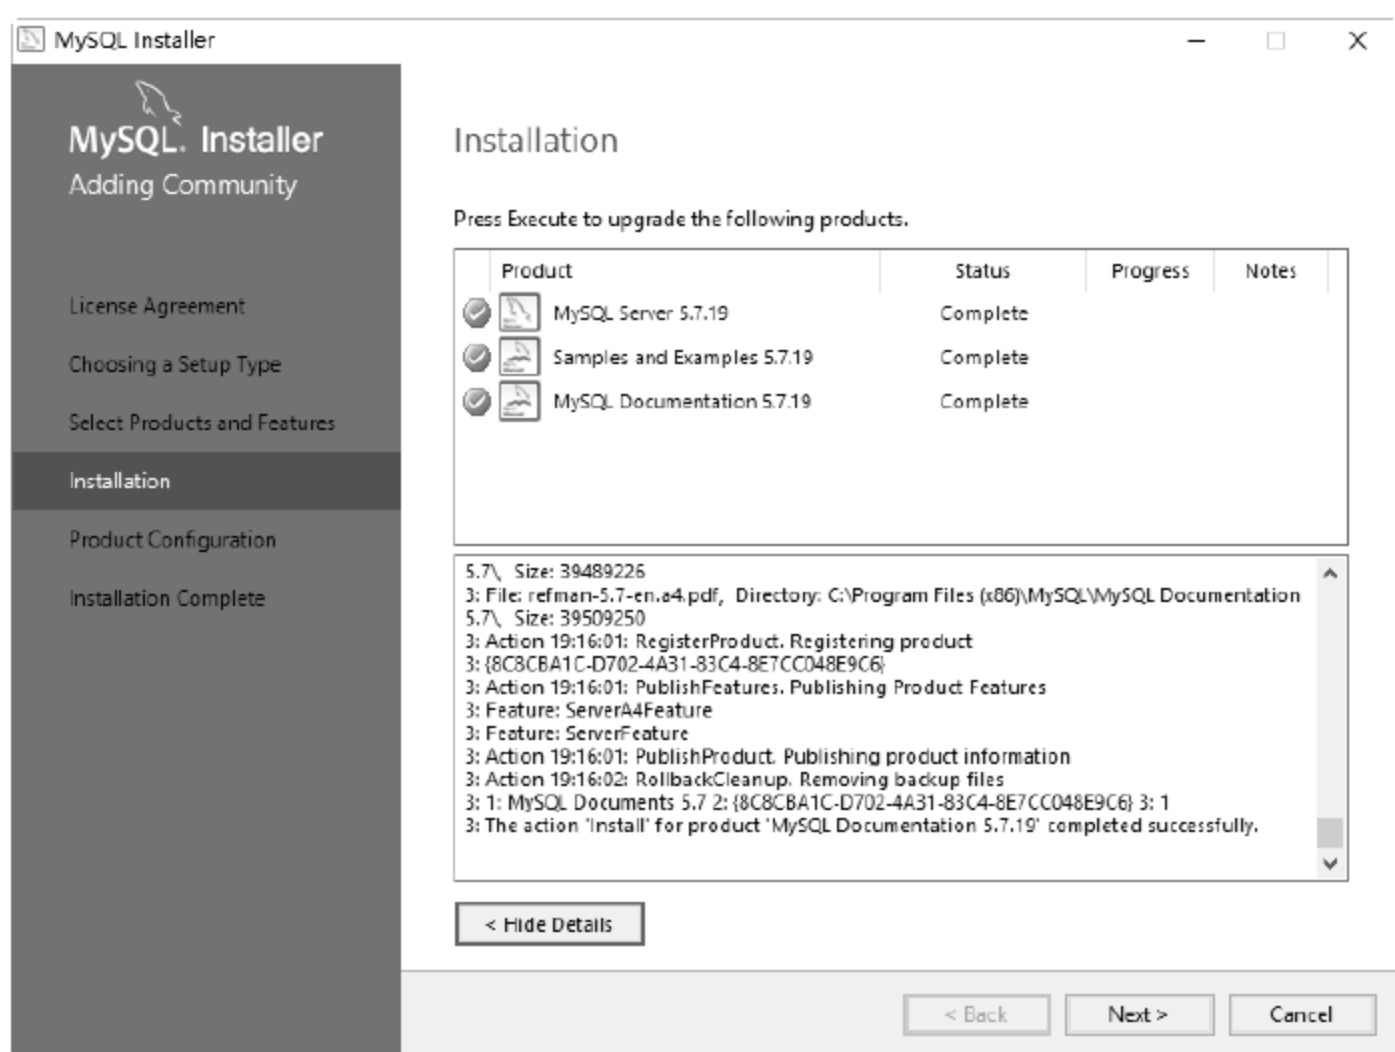 MySQL Installer
MySQL. Installer
Adding Community
License Agreement
Choosing a Setup Type
Select Products and Features
Installation
Product Configuration
Installation Complete
Installation
Press Execute to upgrade the following products.
Product Status Progress Notes
MySQL Server 5.7.19 Complete
Samples and Examples 5.7.19 Complete
MySQL Documentation 5.7.19 Complete
5.7\, Size: 39489226
3: File: refman-5.7-en.a4.pdf, Directory: C:\Program Files (x86)\MySQL\MySQL Documentation
5.7\, Size: 39509250
3: Action 19:16:01: RegisterProduct. Registering product
3: {8C8CBA1C-D702-4A31-83C4-8E7CC048E9C6}
3: Action 19:16:01: PublishFeatures. Publishing Product Features
3: Feature: ServerA4Feature
3: Feature: ServerFeature
3: Action 19:16:01: PublishProduct. Publishing product information
3: Action 19:16:02: RollbackCleanup. Removing backup files
3: 1: MySQL Documents 5.7 2: {8C8CBA1C-D702-4A31-83C4-8E7CC048E9C6} 3: 1
3: The action 'Install' for product 'MySQL Documentation 5.7.19' completed successfully.
< Hide Details
< Back Next > Cancel